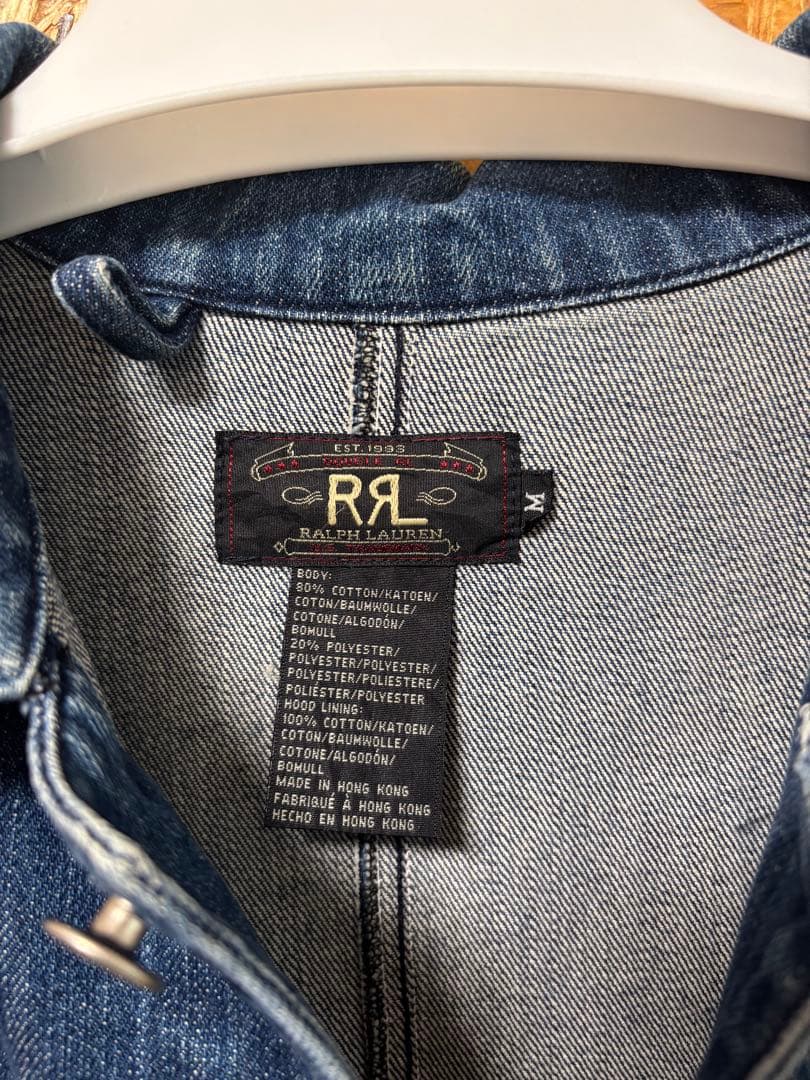 EST. 1993
DOUBLE RL
RRL
RALPH LAUREN
M
BODY:
80% COTTON/KATOEN/
COTON/BAUMWOLLE/
COTONE/ALGODÓN/
BOMULL
20% POLYESTER/
POLYESTER/POLYESTER/
POLYESTER/POLIESTERE/
POLIÉSTER/POLYESTER
HOOD LINING:
100% COTTON/KATOEN/
COTON/BAUMWOLLE/
COTONE/ALGODÓN/
BOMULL
MADE IN HONG KONG
FABRIQUÉ À HONG KONG
HECHO EN HONG KONG